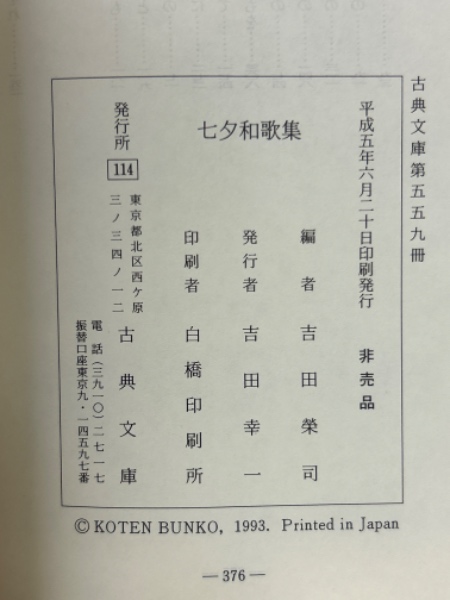 古典文庫第五五九冊
平成五年六月二十日印刷発行　非売品
七夕和歌集
編者　吉田榮司
発行者　吉田幸一
印刷者　白橋印刷所
発行所　114　東京都北区西ケ原
三ノ三四ノ一二
古典文庫
電話(三九一〇)二七一七
振替口座東京九・一四五九七番
© KOTEN BUNKO, 1993. Printed in Japan
— 376 —